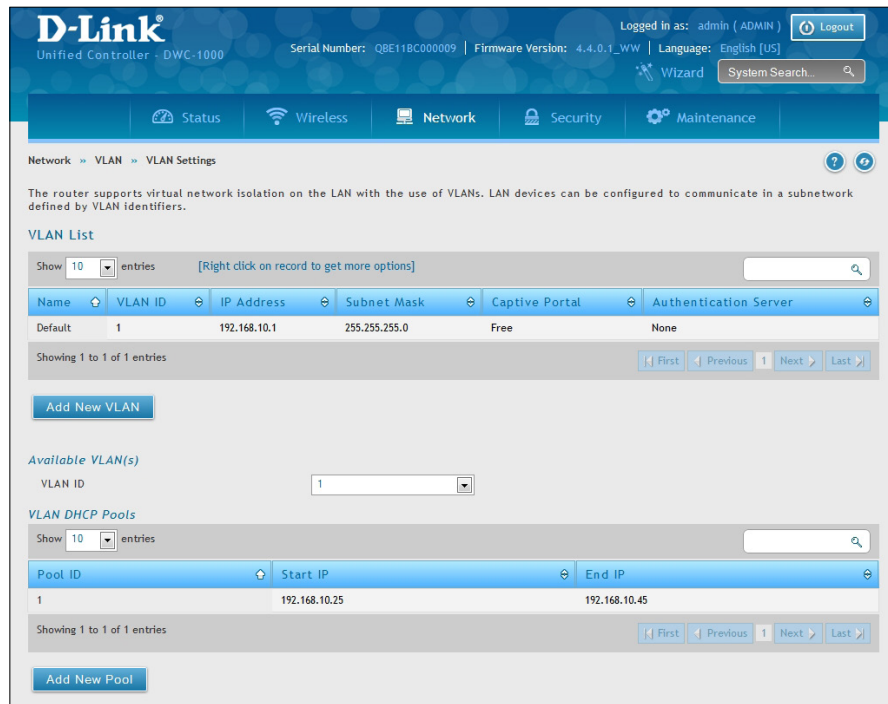 D-Link®
Unified Controller - DWC-1000
Logged in as: admin ( ADMIN )
Logout
Serial Number: QBE11BC000009 | Firmware Version: 4.4.0.1_WW | Language: English [US]
Wizard
System Search...
Status
Wireless
Network
Security
Maintenance
Network » VLAN » VLAN Settings
?
The router supports virtual network isolation on the LAN with the use of VLANs. LAN devices can be configured to communicate in a subnetwork
defined by VLAN identifiers.
VLAN List
Show 10 entries [Right click on record to get more options]
Name VLAN ID IP Address Subnet Mask Captive Portal Authentication Server
Default 1 192.168.10.1 255.255.255.0 Free None
Showing 1 to 1 of 1 entries
First Previous 1 Next Last
Add New VLAN
Available VLAN(s)
VLAN ID 1
VLAN DHCP Pools
Show 10 entries
Pool ID Start IP End IP
1 192.168.10.25 192.168.10.45
Showing 1 to 1 of 1 entries
First Previous 1 Next Last
Add New Pool